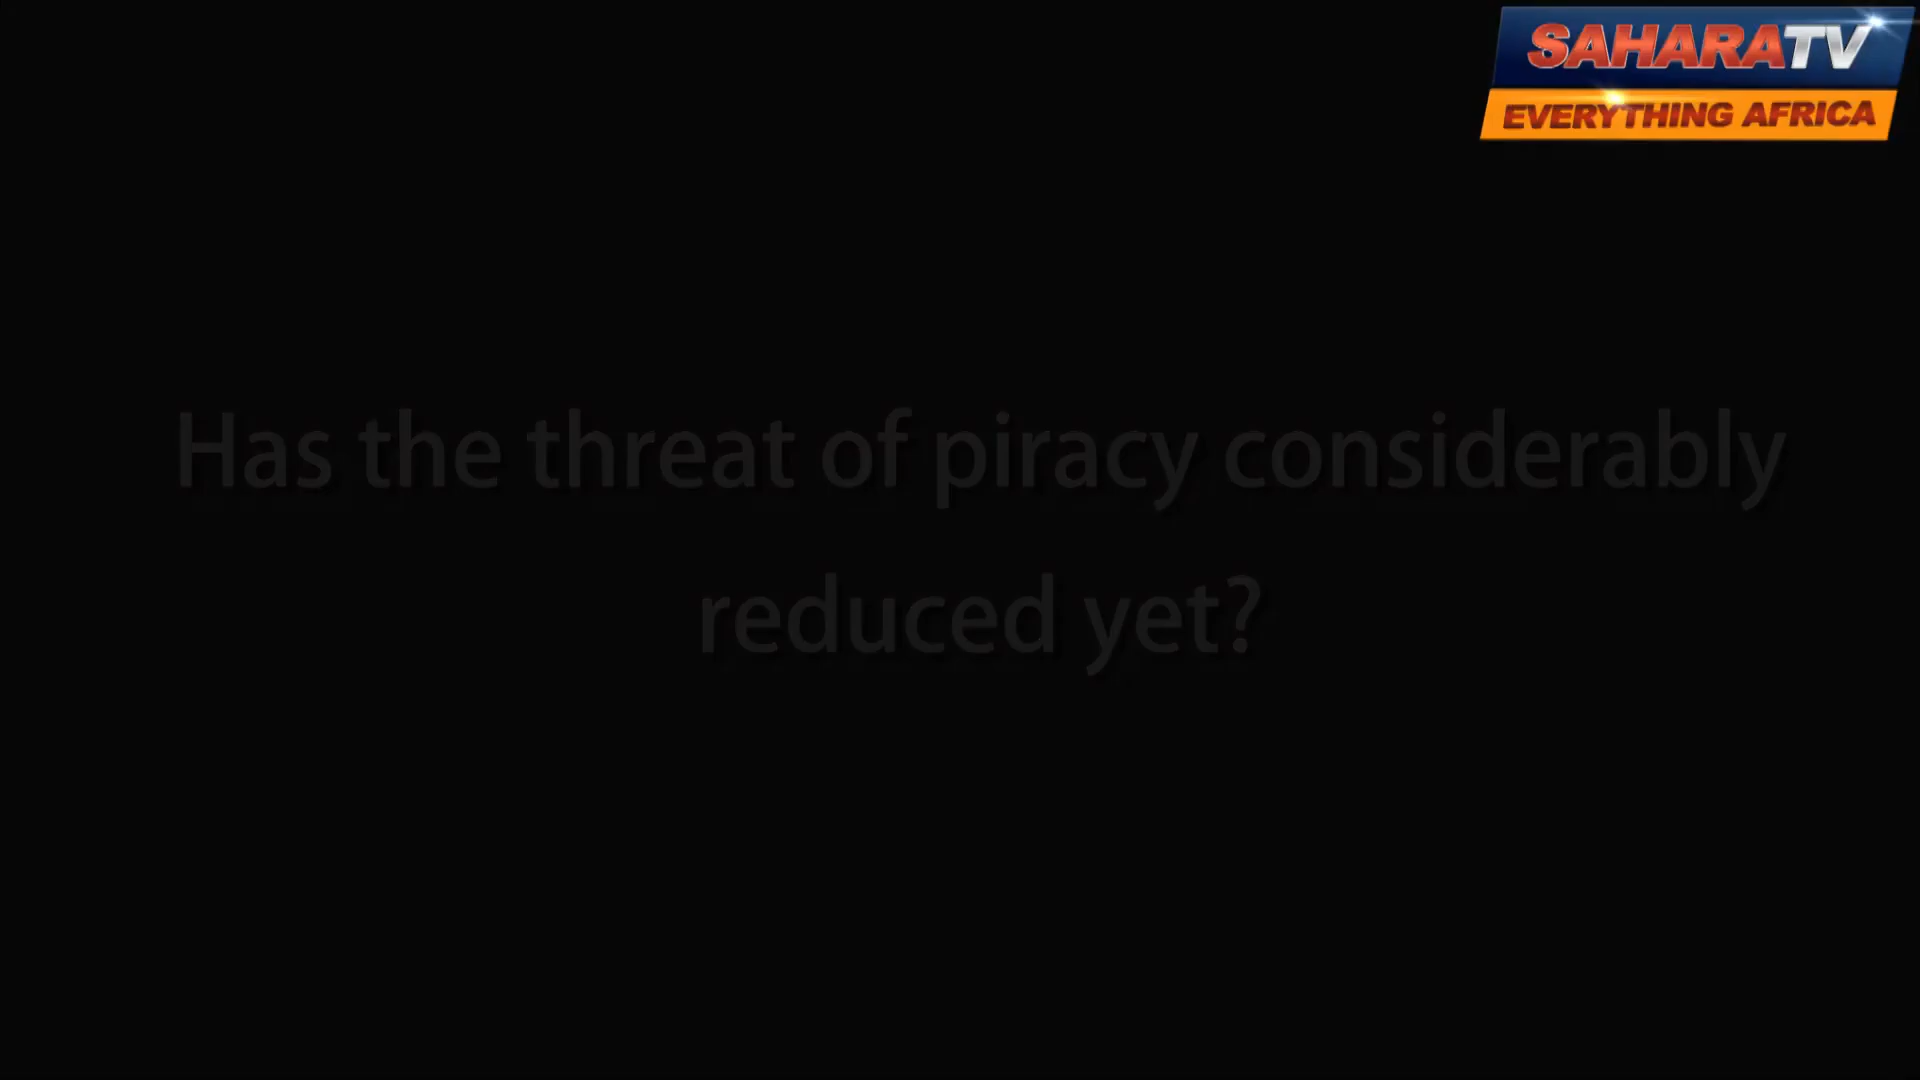 SAHARATV
EVERYTHING AFRICA
Has the threat of piracy considerably
reduced yet?